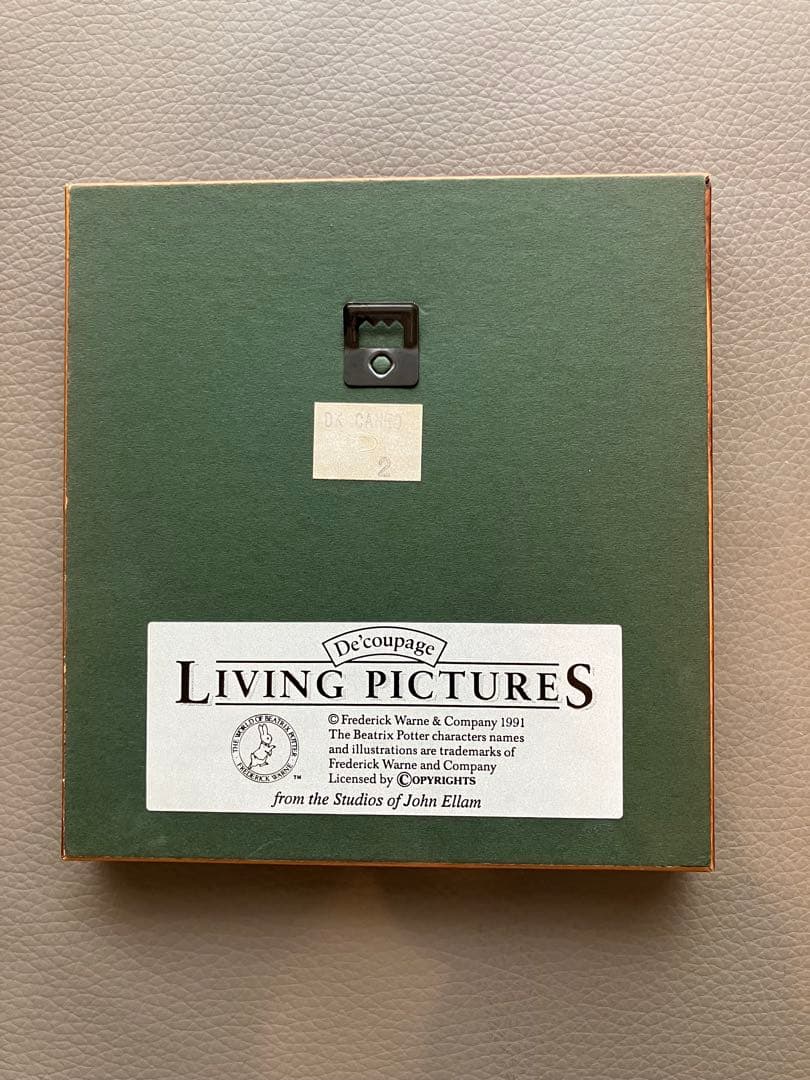 2
De'coupage
LIVING PICTURES
THE WORLD OF BEATRIX POTTER
FREDERICK WARNE
TM
© Frederick Warne & Company 1991
The Beatrix Potter characters names
and illustrations are trademarks of
Frederick Warne and Company
Licensed by ©OPYRIGHTS
from the Studios of John Ellam